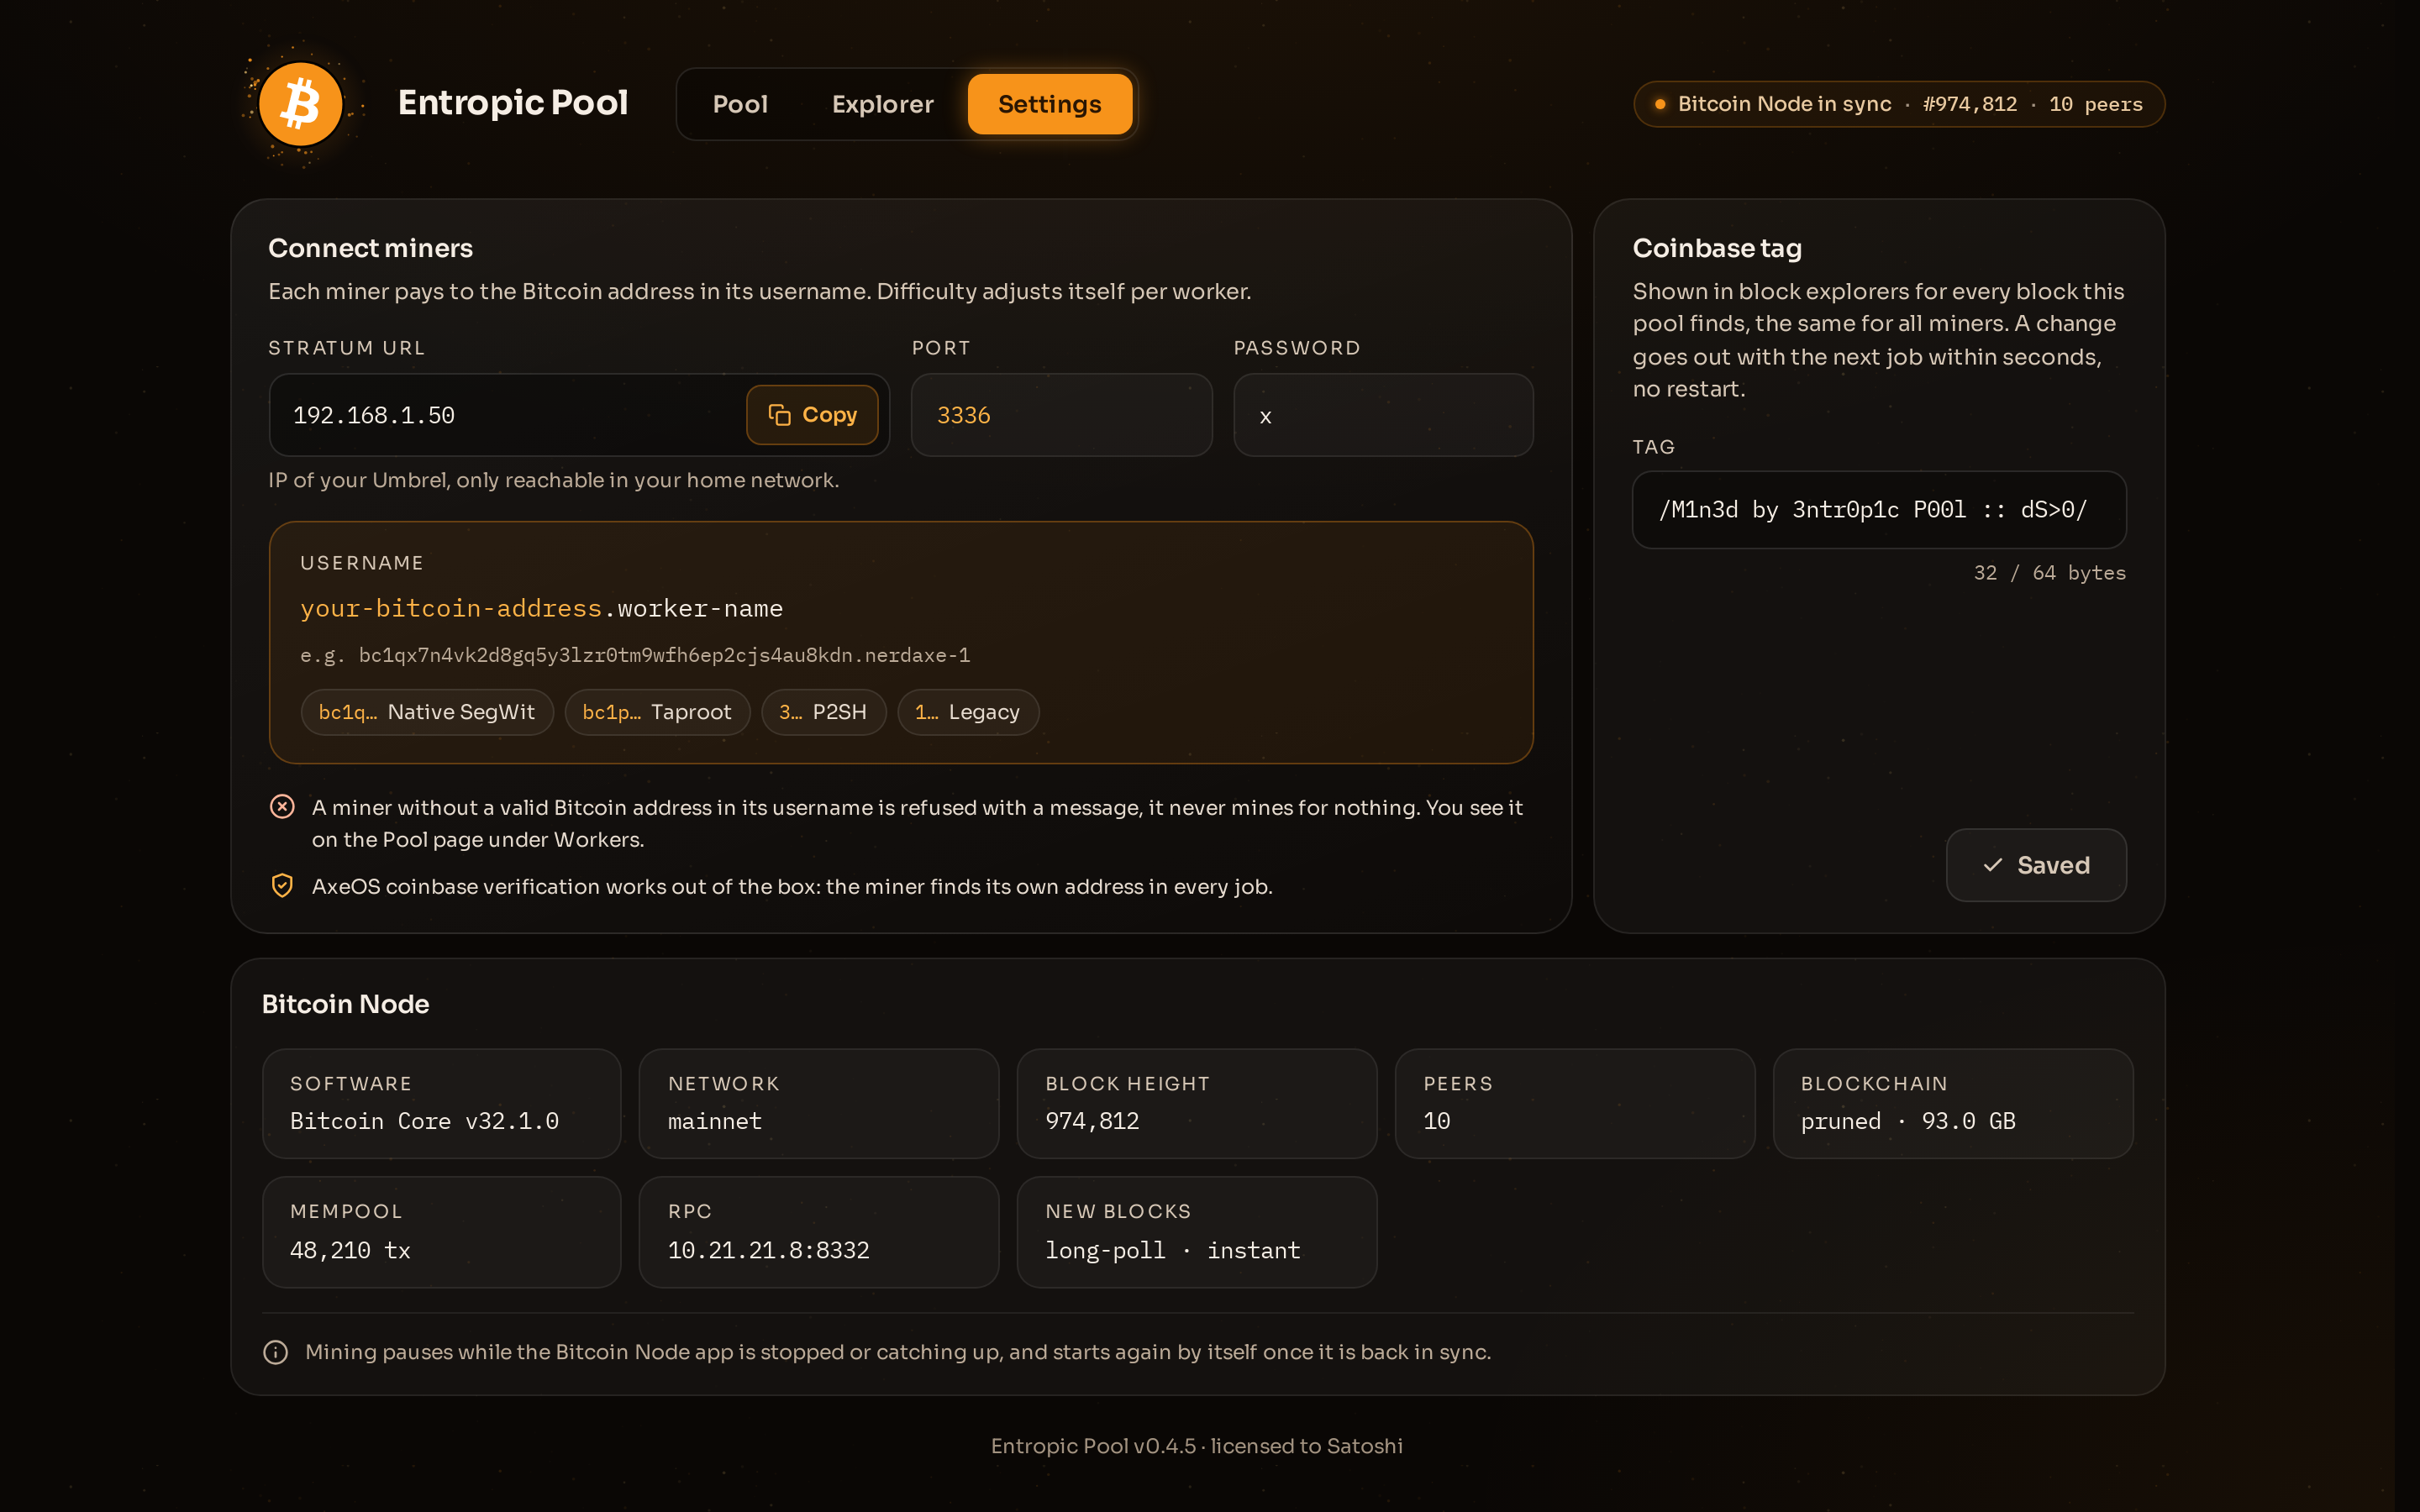 Entropic Pool
Pool
Explorer
Settings
Bitcoin Node in sync · #974,812 · 10 peers
Connect miners
Each miner pays to the Bitcoin address in its username. Difficulty adjusts itself per worker.
STRATUM URL
192.168.1.50
Copy
IP of your Umbrel, only reachable in your home network.
PORT
3336
PASSWORD
x
USERNAME
your-bitcoin-address.worker-name
e.g. bc1qx7n4vk2d8gq5y3lzr0tm9wfh6ep2cjs4au8kdn.nerdaxe-1
bc1q… Native SegWit
bc1p… Taproot
3… P2SH
1… Legacy
A miner without a valid Bitcoin address in its username is refused with a message, it never mines for nothing. You see it
on the Pool page under Workers.
AxeOS coinbase verification works out of the box: the miner finds its own address in every job.
Coinbase tag
Shown in block explorers for every block this
pool finds, the same for all miners. A change
goes out with the next job within seconds,
no restart.
TAG
/M1n3d by 3ntr0p1c P00l :: dS>0/
32 / 64 bytes
Saved
Bitcoin Node
SOFTWARE
Bitcoin Core v32.1.0
NETWORK
mainnet
BLOCK HEIGHT
974,812
PEERS
10
BLOCKCHAIN
pruned · 93.0 GB
MEMPOOL
48,210 tx
RPC
10.21.21.8:8332
NEW BLOCKS
long-poll · instant
Mining pauses while the Bitcoin Node app is stopped or catching up, and starts again by itself once it is back in sync.
Entropic Pool v0.4.5 · licensed to Satoshi